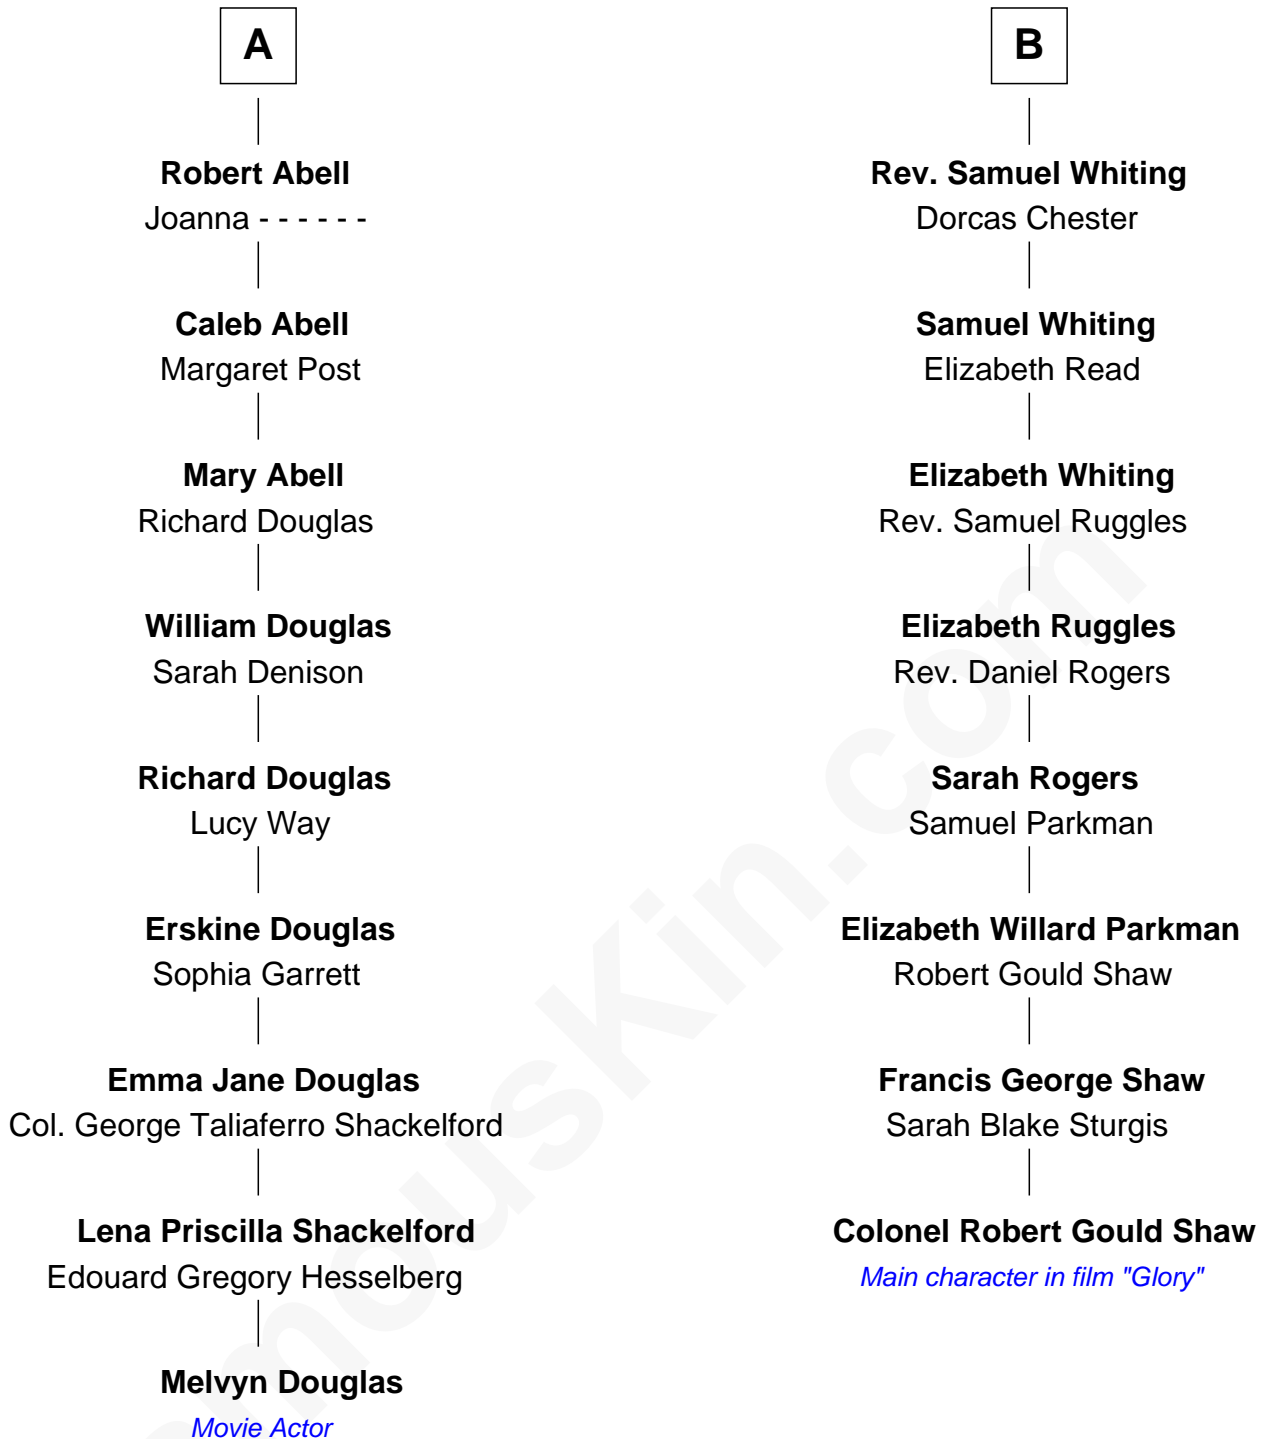 A
Robert Abell
Joanna - - - - - -
Caleb Abell
Margaret Post
Mary Abell
Richard Douglas
William Douglas
Sarah Denison
Richard Douglas
Lucy Way
Erskine Douglas
Sophia Garrett
Emma Jane Douglas
Col. George Taliaferro Shackelford
Lena Priscilla Shackelford
Edouard Gregory Hesselberg
Melvyn Douglas
Movie Actor
B
Rev. Samuel Whiting
Dorcas Chester
Samuel Whiting
Elizabeth Read
Elizabeth Whiting
Rev. Samuel Ruggles
Elizabeth Ruggles
Rev. Daniel Rogers
Sarah Rogers
Samuel Parkman
Elizabeth Willard Parkman
Robert Gould Shaw
Francis George Shaw
Sarah Blake Sturgis
Colonel Robert Gould Shaw
Main character in film "Glory"